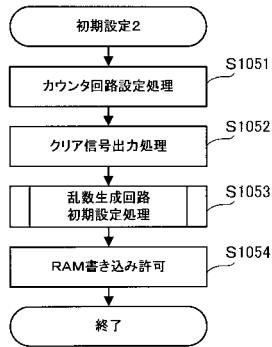 初期設定2
カウンタ回路設定処理
S1051
クリア信号出力処理
S1052
乱数生成回路
初期設定処理
S1053
RAM書き込み許可
S1054
終了